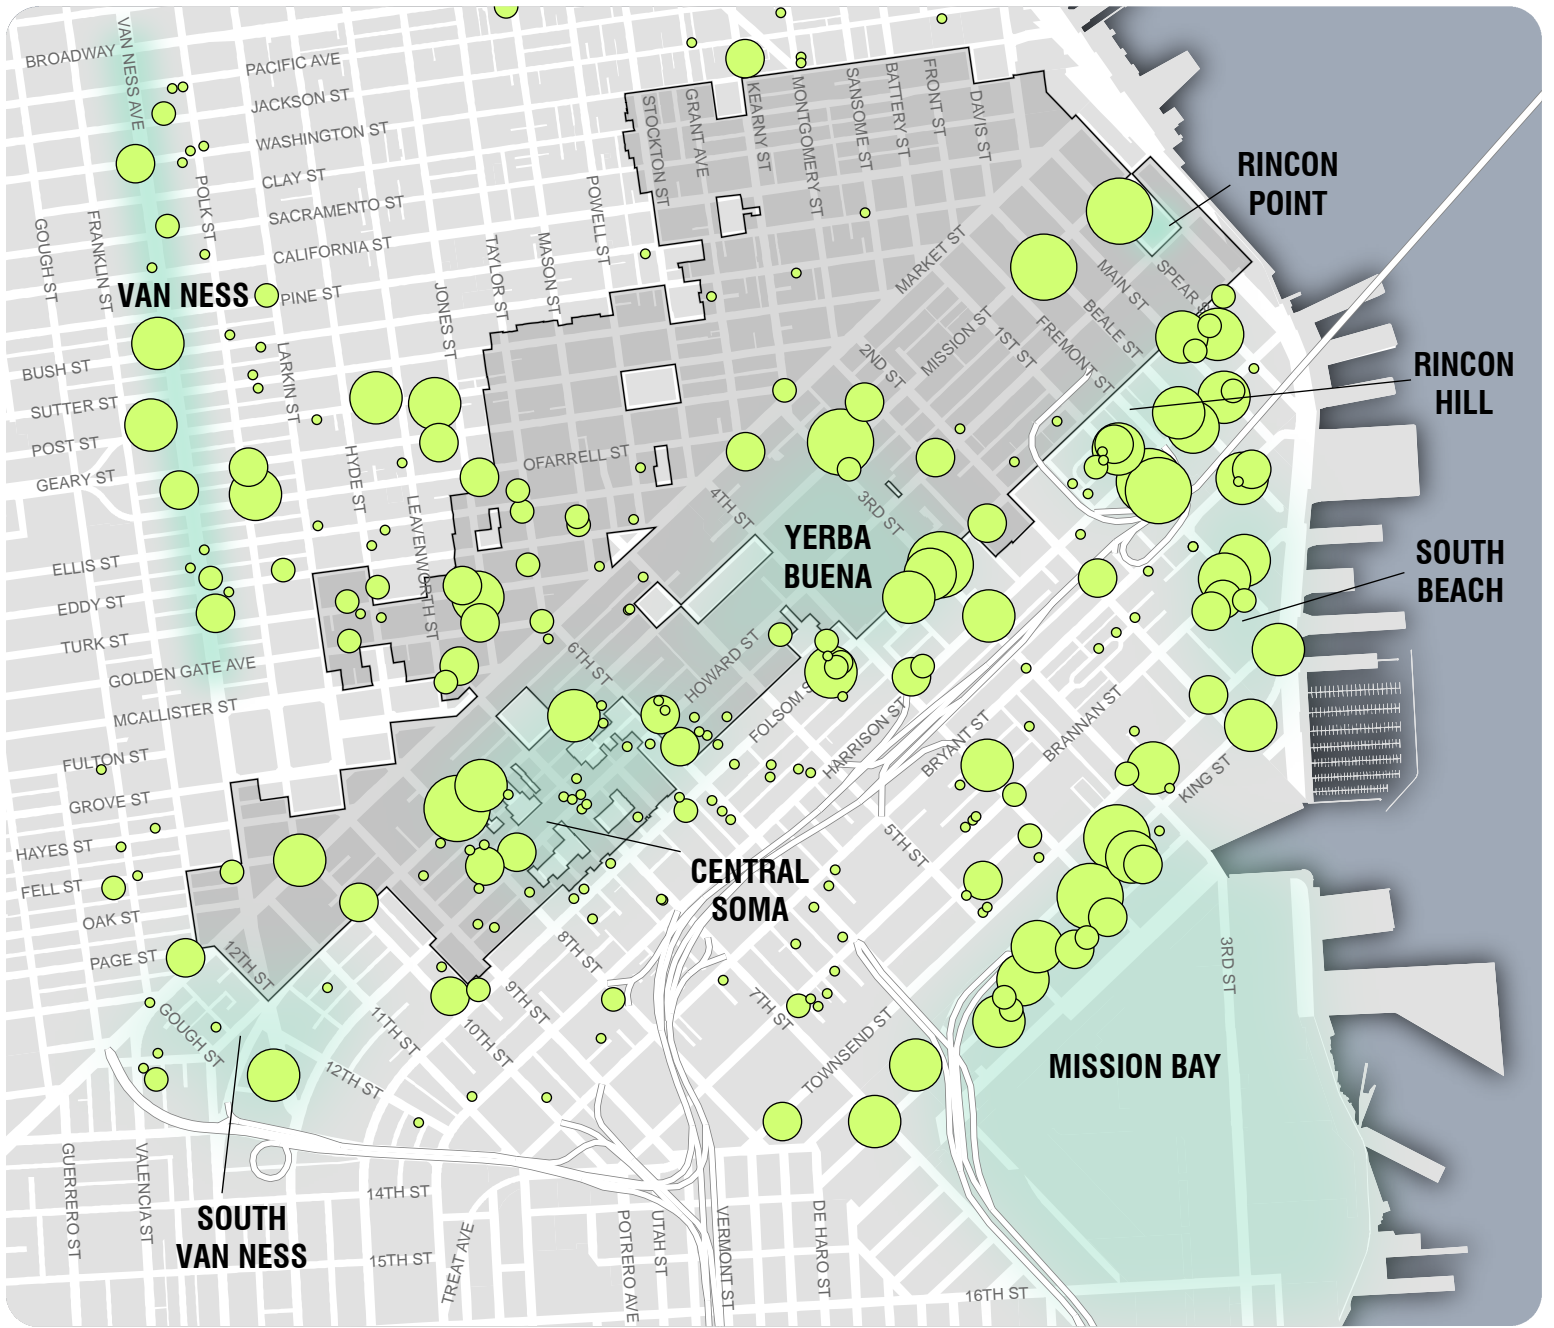 BROADWAY
VAN NESS AVE
PACIFIC AVE
JACKSON ST
WASHINGTON ST
CLAY ST
SACRAMENTO ST
CALIFORNIA ST
PINE ST
POLK ST
GOUGH ST
FRANKLIN ST
VAN NESS
TAYLOR ST
MASON ST
POWELL ST
STOCKTON ST
GRANT AVE
KEARNY ST
MONTGOMERY ST
SANSOME ST
BATTERY ST
FRONT ST
DAVIS ST
RINCON
POINT
MARKET ST
MAIN ST
SPEAR S
BEALE ST
FREMONT ST
1ST ST
MISSION ST
2ND ST
JONES ST
LARKIN ST
BUSH ST
SUTTER ST
POST ST
GEARY ST
HYDE ST
LEAVENWORTH ST
OFARRELL ST
RINCON
HILL
4TH ST
3RD ST
YERBA
BUENA
SOUTH
BEACH
ELLIS ST
EDDY ST
TURK ST
GOLDEN GATE AVE
MCALLISTER ST
FULTON ST
GROVE ST
HAYES ST
FELL ST
OAK ST
PAGE ST
6TH ST
HOWARD ST
FOLSOM S
HARRISON ST
BRYANT ST
BRANNAN ST
KING ST
5TH ST
CENTRAL
SOMA
12TH ST
8TH ST
9TH ST
10TH ST
11TH ST
12TH ST
GOUGH ST
7TH ST
TOWNSEND ST
3RD ST
MISSION BAY
SOUTH
VAN NESS
GUERRERO ST
VALENCIA ST
14TH ST
15TH ST
TREAT AVE
POTRERO AVE
UTAH ST
VERMONT ST
DE HARO ST
16TH ST